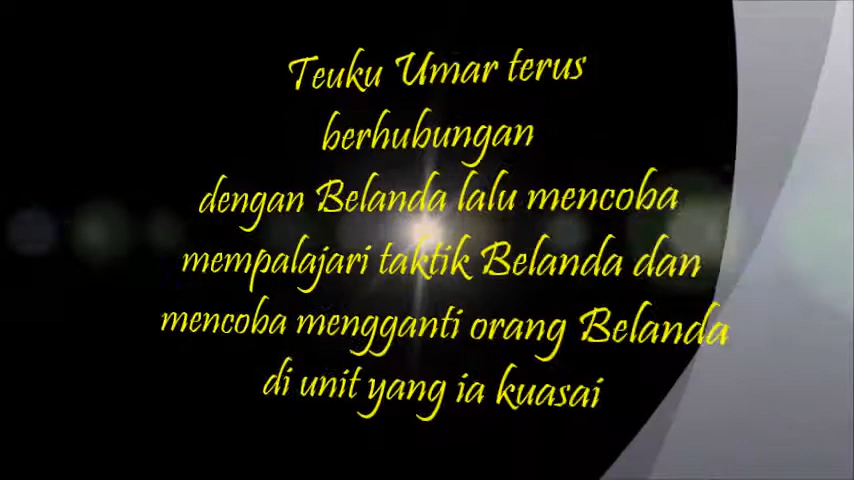 Teuku Umar terus
berhubungan
dengan Belanda lalu mencoba
mempalajari taktik Belanda dan
mencoba mengganti orang Belanda
di unit yang ia kuasai